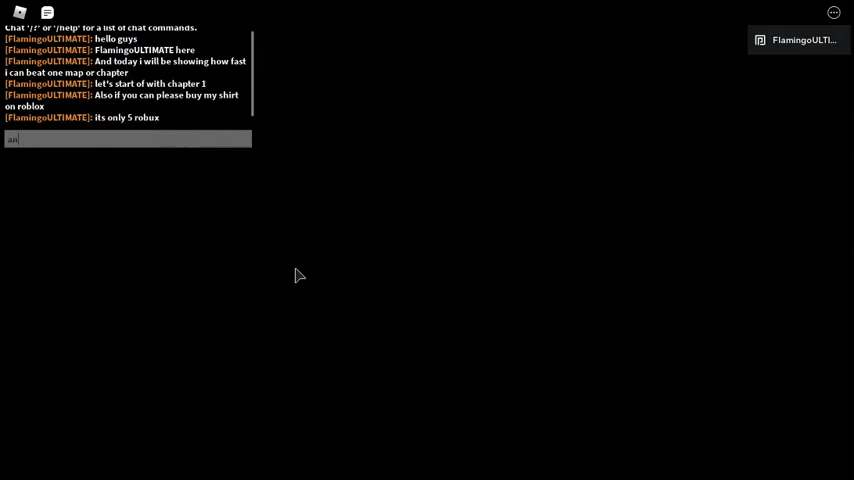 Chat '/?' or '/help' for a list of chat commands.
[FlamingoULTIMATE]: hello guys
[FlamingoULTIMATE]: FlamingoULTIMATE here
[FlamingoULTIMATE]: And today i will be showing how fast
i can beat one map or chapter
[FlamingoULTIMATE]: let's start of with chapter 1
[FlamingoULTIMATE]: Also if you can please buy my shirt
on roblox
[FlamingoULTIMATE]: its only 5 robux
an
FlamingoULTI...